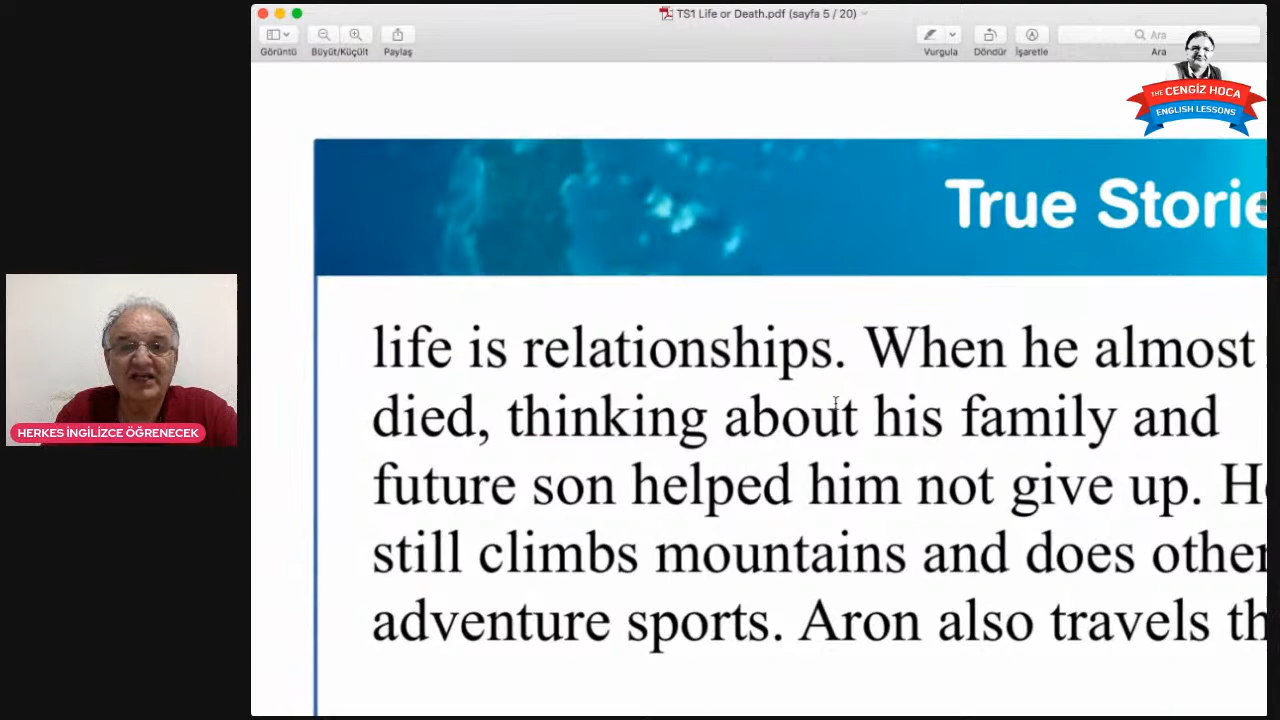 TS1 Life or Death.pdf (sayfa 5 / 20)
Görüntü
Büyüt/Küçült
Paylaş
Vurgula
Döndür
İşaretle
Ara
Ara
THE CENGİZ HOCA
ENGLISH LESSONS
True Storie
life is relationships. When he almost
died, thinking about his family and
future son helped him not give up. He
still climbs mountains and does other
adventure sports. Aron also travels th
HERKES İNGİLİZCE ÖĞRENECEK